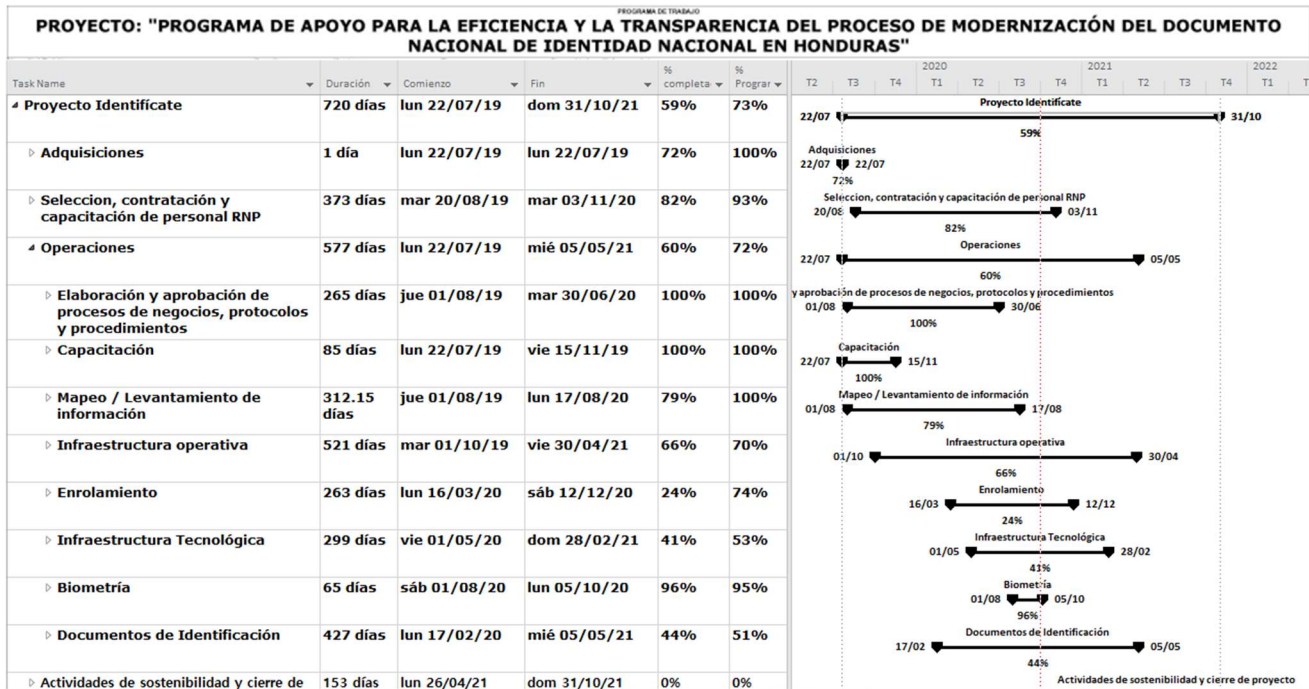 PROGRAMA DE TRABAJO
PROYECTO: "PROGRAMA DE APOYO PARA LA EFICIENCIA Y LA TRANSPARENCIA DEL PROCESO DE MODERNIZACIÓN DEL DOCUMENTO
NACIONAL DE IDENTIDAD NACIONAL EN HONDURAS"
Task Name Duración Comienzo Fin % completa % Prograr
2020 2021 2022
T2 T3 T4 T1 T2 T3 T4 T1 T2 T3 T4 T1
Proyecto Identifícate 720 días lun 22/07/19 dom 31/10/21 59% 73%
Proyecto Identifícate
22/07 31/10
59%
Adquisiciones 1 día lun 22/07/19 lun 22/07/19 72% 100%
Adquisiciones
22/07 22/07
72%
Seleccion, contratación y
capacitación de personal RNP
373 días mar 20/08/19 mar 03/11/20 82% 93%
Seleccion, contratación y capacitación de personal RNP
20/08 03/11
82%
Operaciones 577 días lun 22/07/19 mié 05/05/21 60% 72%
Operaciones
22/07 05/05
60%
Elaboración y aprobación de
procesos de negocios, protocolos
y procedimientos
265 días jue 01/08/19 mar 30/06/20 100% 100%
y aprobación de procesos de negocios, protocolos y procedimientos
01/08 30/06
100%
Capacitación 85 días lun 22/07/19 vie 15/11/19 100% 100%
Capacitación
22/07 15/11
100%
Mapeo / Levantamiento de
información
312.15
días
jue 01/08/19 lun 17/08/20 79% 100%
Mapeo / Levantamiento de información
01/08 17/08
79%
Infraestructura operativa 521 días mar 01/10/19 vie 30/04/21 66% 70%
Infraestructura operativa
01/10 30/04
66%
Enrolamiento 263 días lun 16/03/20 sáb 12/12/20 24% 74%
Enrolamiento
16/03 12/12
24%
Infraestructura Tecnológica 299 días vie 01/05/20 dom 28/02/21 41% 53%
Infraestructura Tecnológica
01/05 28/02
41%
Biometría 65 días sáb 01/08/20 lun 05/10/20 96% 95%
Biometría
01/08 05/10
96%
Documentos de Identificación 427 días lun 17/02/20 mié 05/05/21 44% 51%
Documentos de Identificación
17/02 05/05
44%
Actividades de sostenibilidad y cierre de 153 días lun 26/04/21 dom 31/10/21 0% 0%
Actividades de sostenibilidad y cierre de proyecto